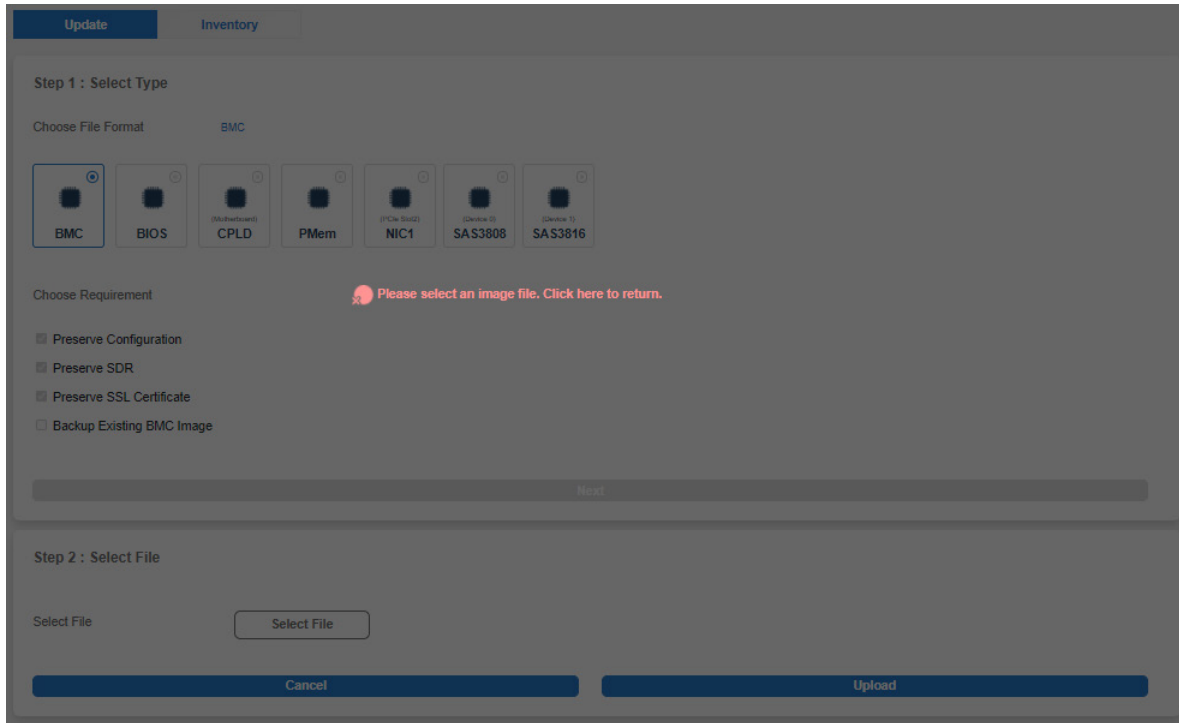 Update Inventory
Step 1 : Select Type
Choose File Format BMC
(Motherboard) (PCIe Slot2) (Device 0) (Device 1)
BMC BIOS CPLD PMem NIC1 SAS3808 SAS3816
Choose Requirement
Please select an image file. Click here to return.
Preserve Configuration
Preserve SDR
Preserve SSL Certificate
Backup Existing BMC Image
Next
Step 2 : Select File
Select File Select File
Cancel Upload